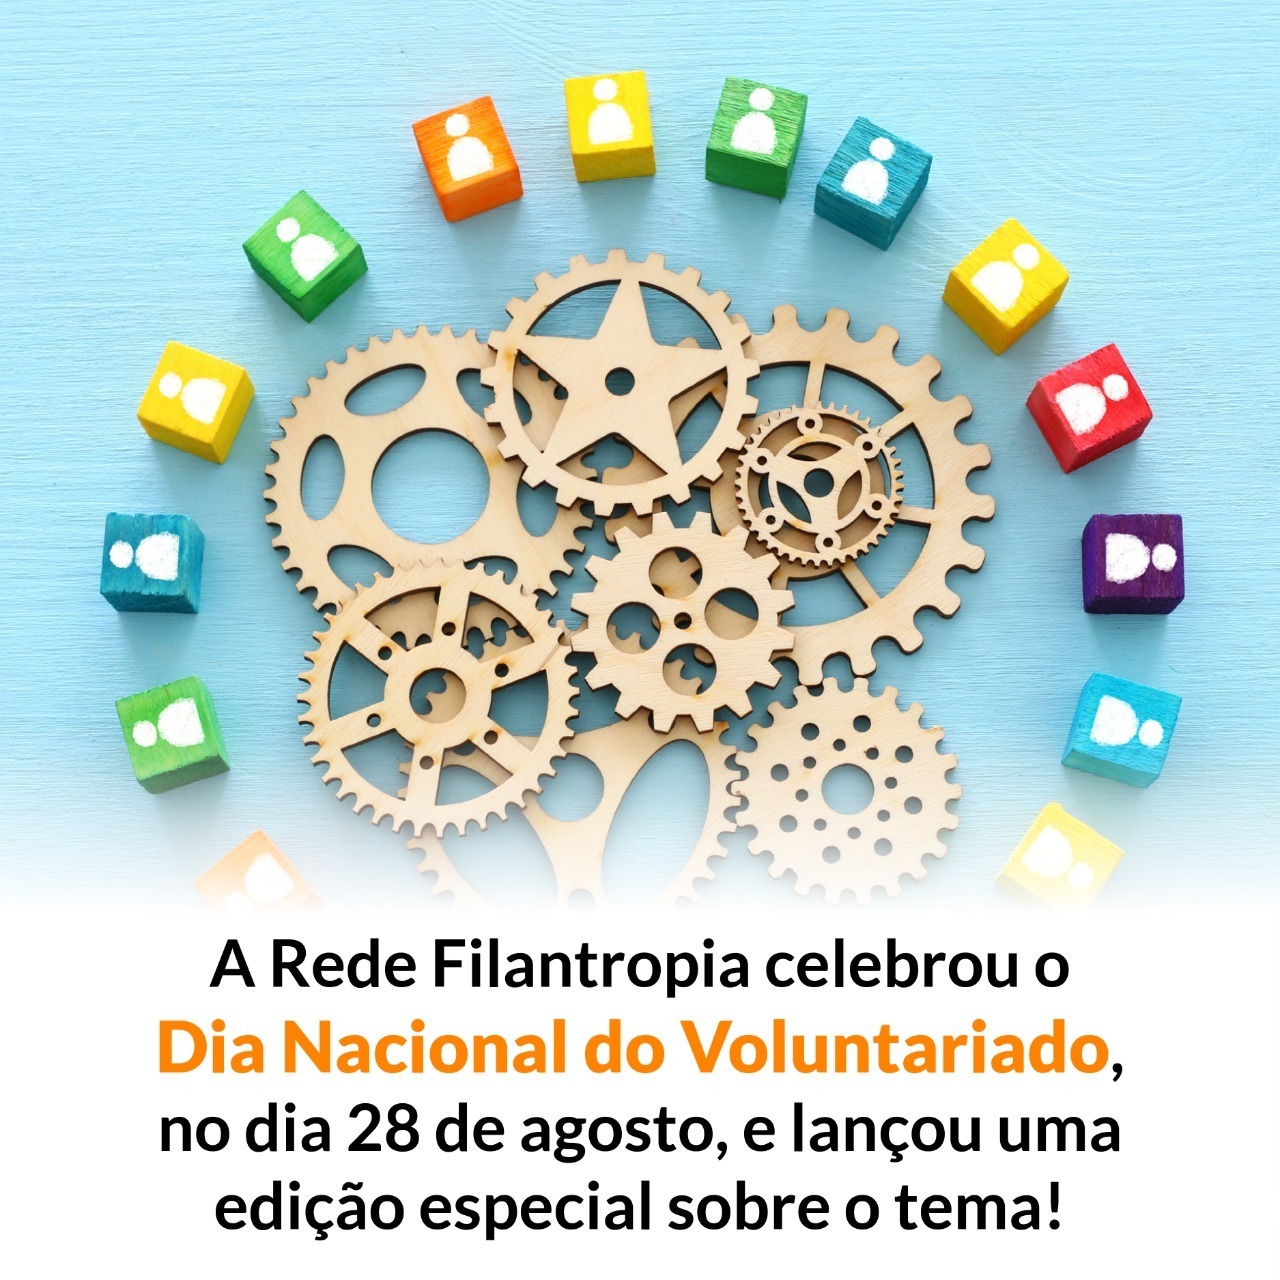 A Rede Filantropia celebrou o
Dia Nacional do Voluntariado,
no dia 28 de agosto, e lançou uma
edição especial sobre o tema!